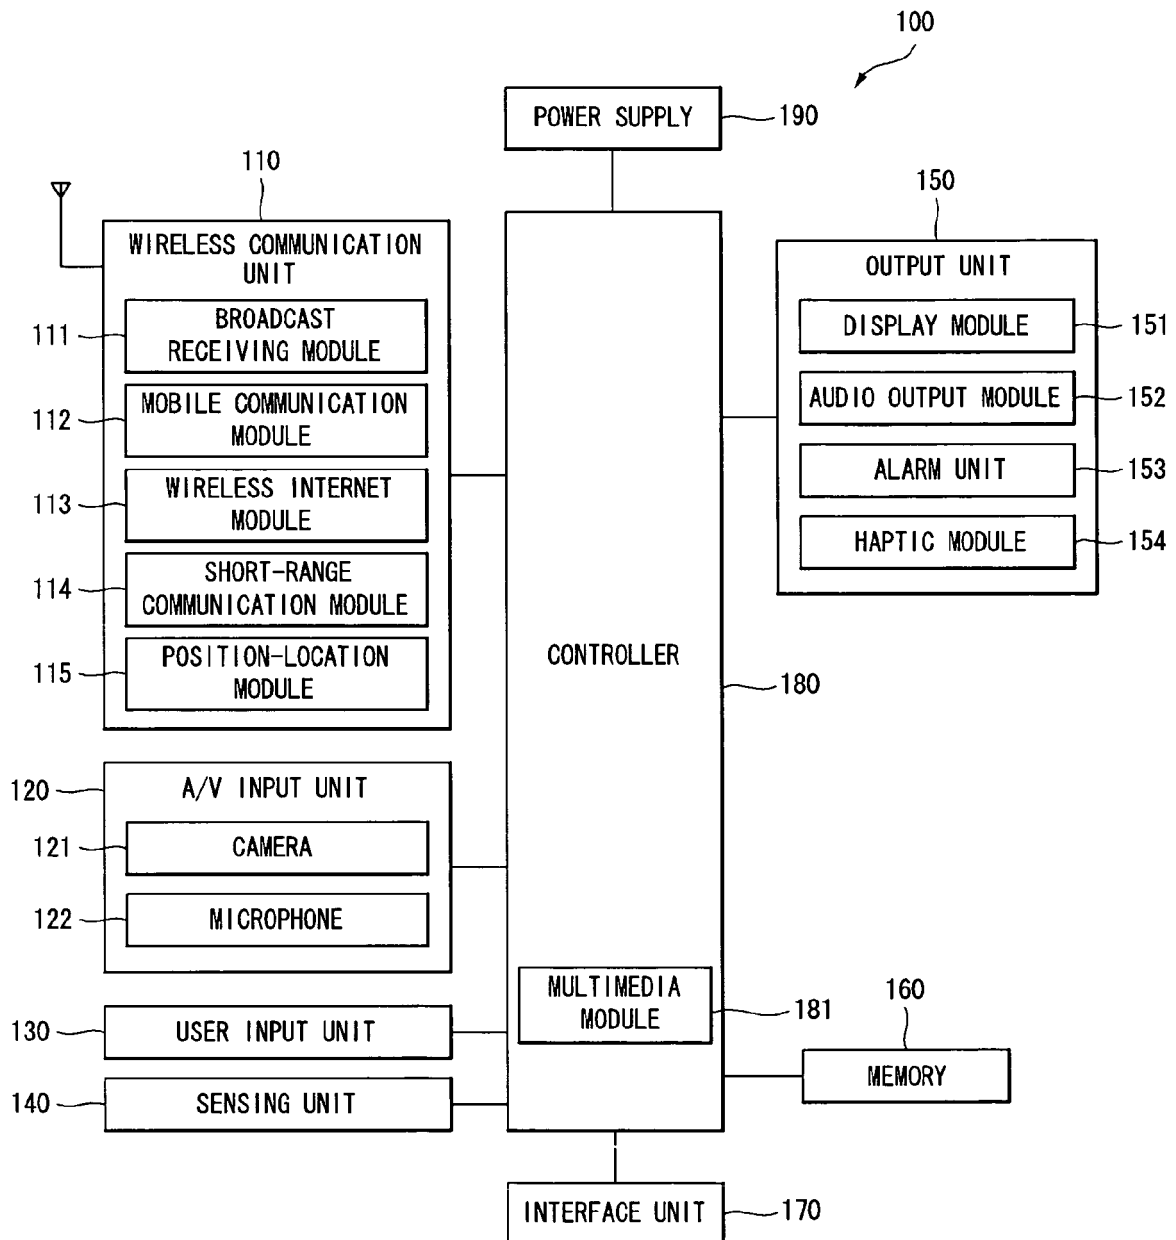 100
POWER SUPPLY
190
110
WIRELESS COMMUNICATION
UNIT
111
BROADCAST
RECEIVING MODULE
112
MOBILE COMMUNICATION
MODULE
113
WIRELESS INTERNET
MODULE
114
SHORT-RANGE
COMMUNICATION MODULE
115
POSITION-LOCATION
MODULE
120
A/V INPUT UNIT
121
CAMERA
122
MICROPHONE
130
USER INPUT UNIT
140
SENSING UNIT
CONTROLLER
180
MULTIMEDIA
MODULE
181
150
OUTPUT UNIT
DISPLAY MODULE
151
AUDIO OUTPUT MODULE
152
ALARM UNIT
153
HAPTIC MODULE
154
160
MEMORY
INTERFACE UNIT
170